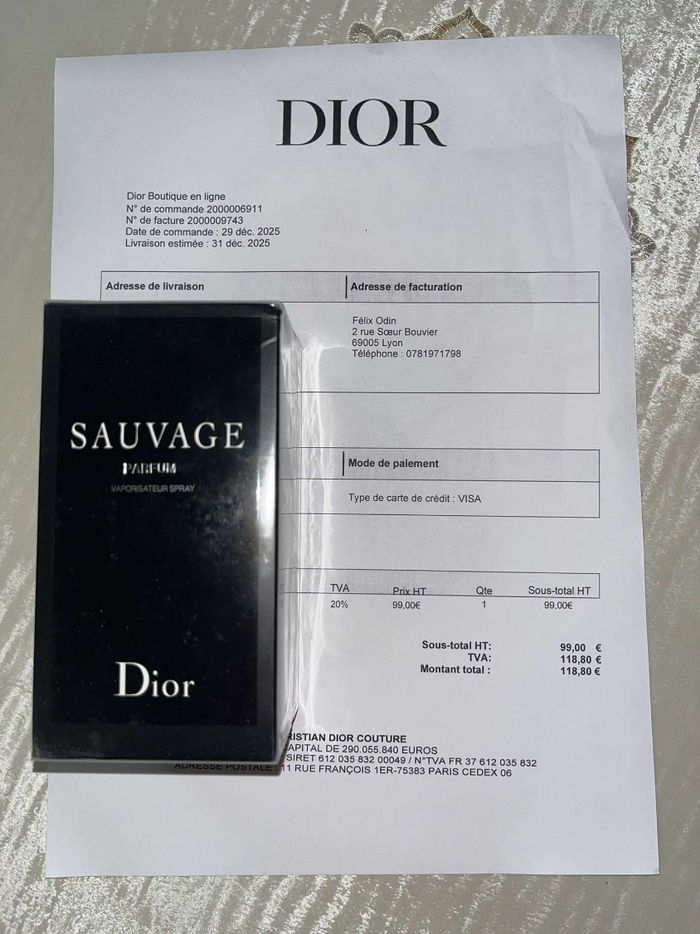 DIOR
Dior Boutique en ligne
N° de commande 2000006911
N° de facture 2000009743
Date de commande : 29 déc. 2025
Livraison estimée : 31 déc. 2025
Adresse de livraison Adresse de facturation
Félix Odin
2 rue Sœur Bouvier
69005 Lyon
Téléphone : 0781971798
SAUVAGE
PARFUM
VAPORISATEUR SPRAY
Dior
Mode de paiement
Type de carte de crédit : VISA
TVA Prix HT Qte Sous-total HT
20% 99,00€ 1 99,00€
Sous-total HT: 99,00 €
TVA: 118,80 €
Montant total : 118,80 €
RISTIAN DIOR COUTURE
CAPITAL DE 290.055.840 EUROS
SIRET 612 035 832 00049 / N°TVA FR 37 612 035 832
ADRESSE POSTALE 11 RUE FRANÇOIS 1ER-75383 PARIS CEDEX 06